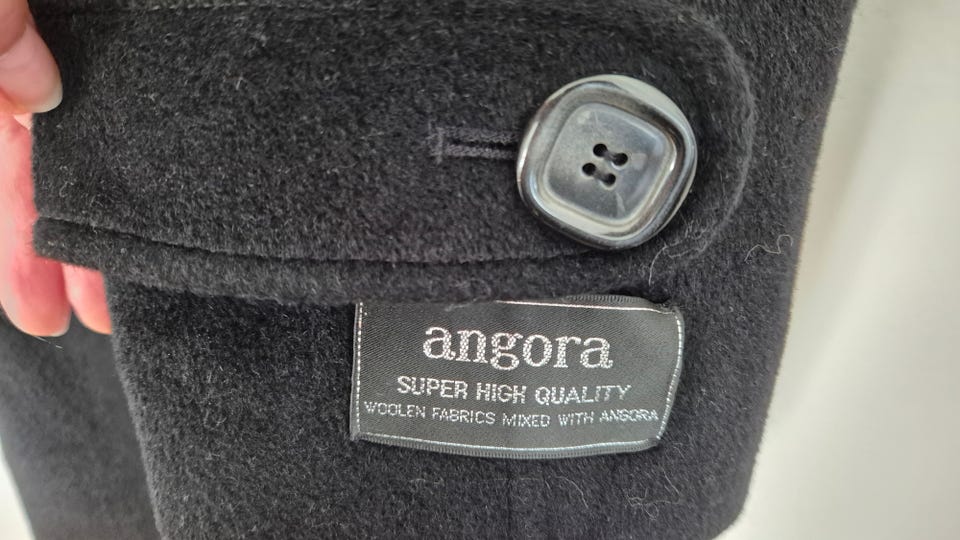 angora
SUPER HIGH QUALITY
WOOLEN FABRICS MIXED WITH ANGORA